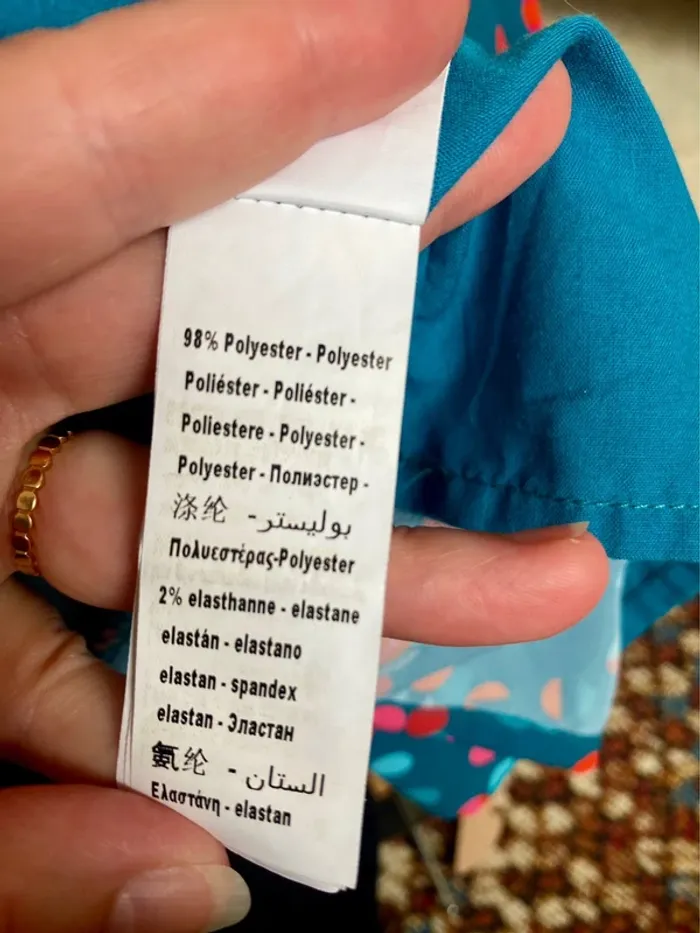 98% Polyester - Polyester
Poliéster - Poliéster -
Poliestere - Polyester -
Polyester - Полиэстер -
涤纶 - بوليستر
Πολυεστέρας-Polyester
2% elasthanne - elastane
elastán - elastano
elastan - spandex
elastan - Эластан
氨纶 - الستان
Ελαστάνη - elastan